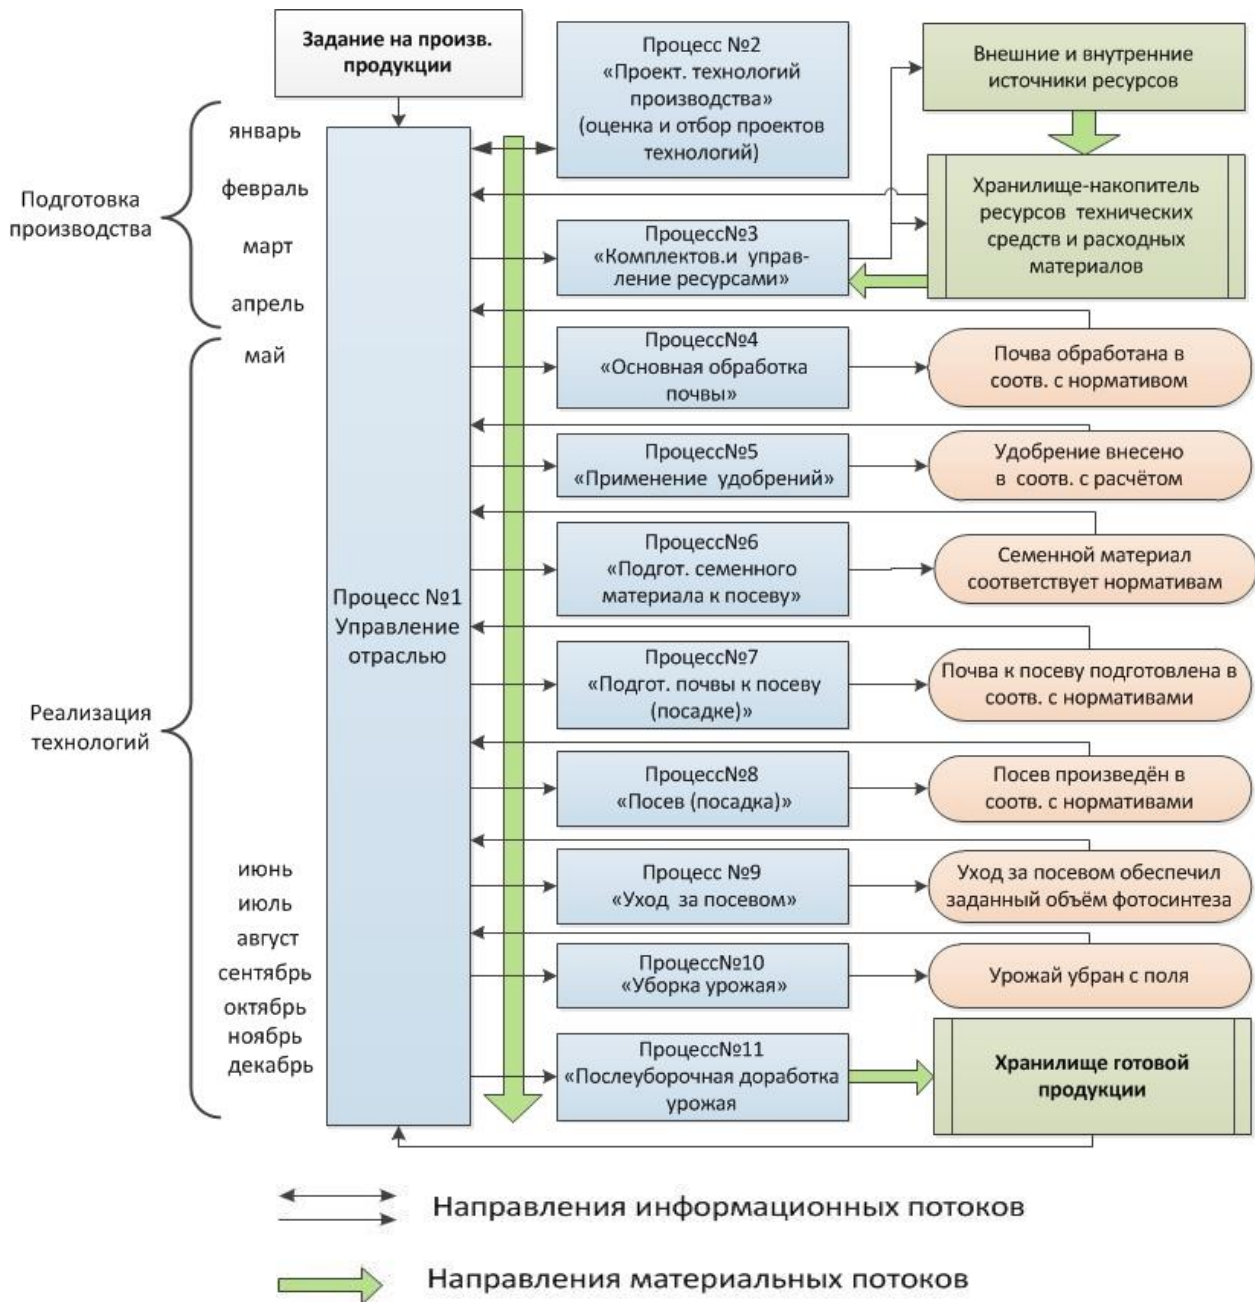 Задание на произв.
продукции
Процесс №2
«Проект. технологий
производства»
(оценка и отбор проектов
технологий)
Внешние и внутренние
источники ресурсов
январь
февраль
март
апрель
Подготовка
производства
Хранилище-накопитель
ресурсов технических
средств и расходных
материалов
Процесс№3
«Комплектов.и управ-
ление ресурсами»
май
Процесс№4
«Основная обработка
почвы»
Почва обработана в
соотв. с нормативом
Процесс№5
«Применение удобрений»
Удобрение внесено
в соотв. с расчётом
Процесс№6
«Подгот. семенного
материала к посеву»
Семенной материал
соответствует нормативам
Процесс №1
Управление
отраслью
Процесс№7
«Подгот. почвы к посеву
(посадке)»
Почва к посеву подготовлена в
соотв. с нормативами
Реализация
технологий
Процесс№8
«Посев (посадка)»
Посев произведён в
соотв. с нормативами
июнь
июль
август
сентябрь
октябрь
ноябрь
декабрь
Процесс №9
«Уход за посевом»
Уход за посевом обеспечил
заданный объём фотосинтеза
Процесс№10
«Уборка урожая»
Урожай убран с поля
Процесс№11
«Послеуборочная доработка
урожая
Хранилище готовой
продукции
Направления информационных потоков
Направления материальных потоков